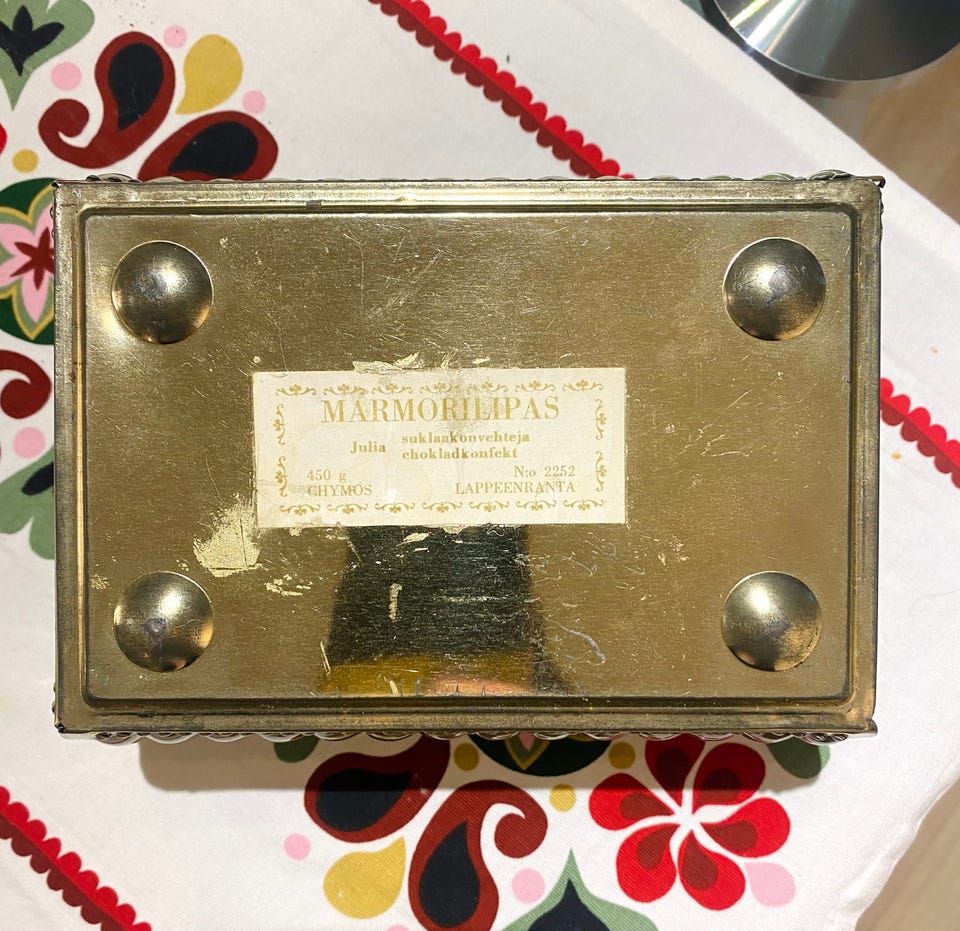 MARMORILIPAS
Julia suklaakonvehteja
chokladkonfekt
450 g N:o 2252
CHYMOS LAPPEENRANTA